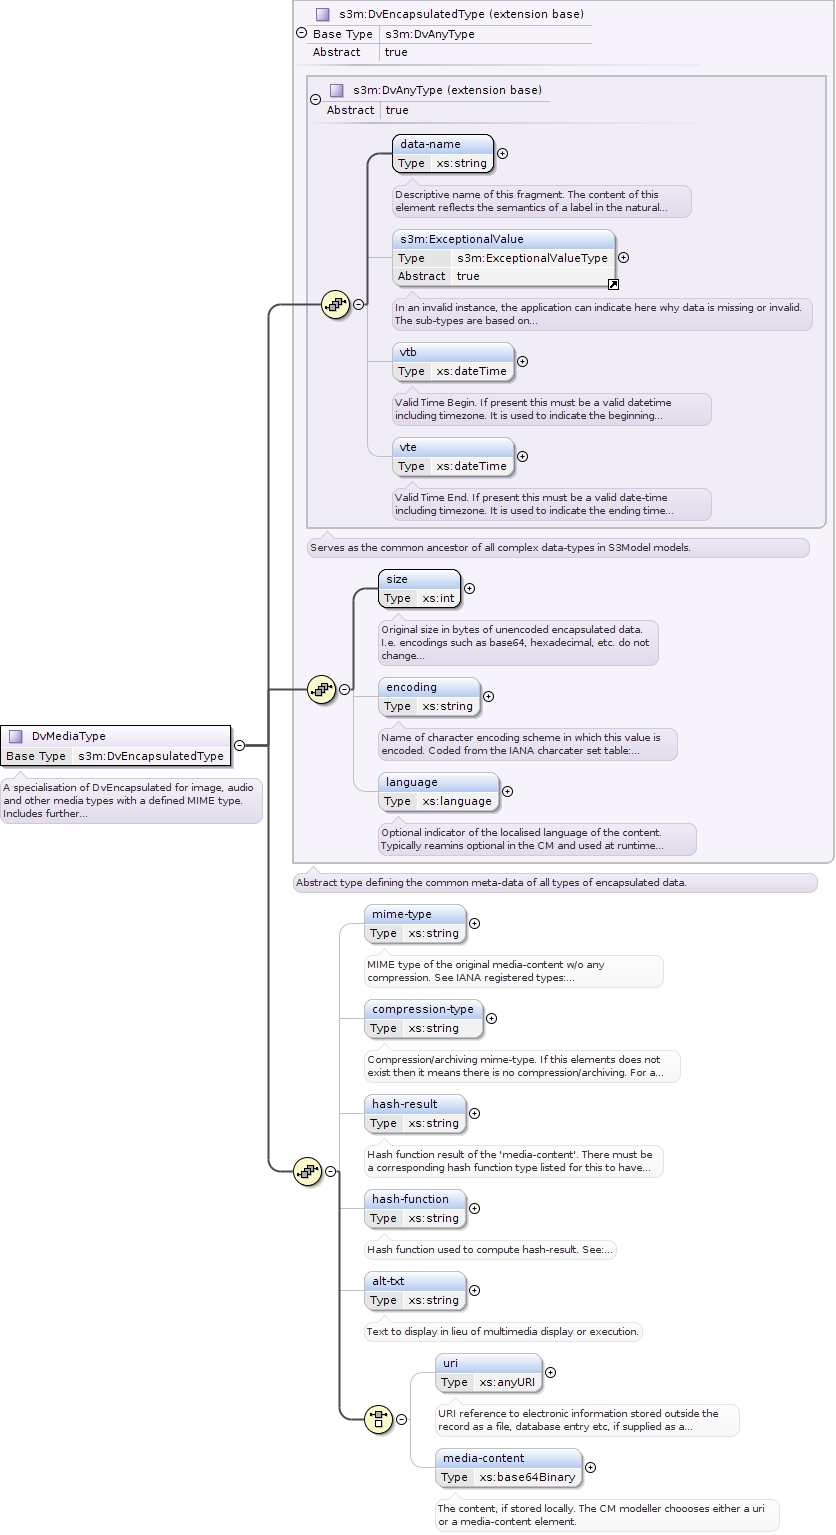 s3m:DvEncapsulatedType (extension base)
Base Type s3m:DvAnyType
Abstract true
s3m:DvAnyType (extension base)
Abstract true
data-name
Type xs:string
Descriptive name of this fragment. The content of this
element reflects the semantics of a label in the natural...
s3m:ExceptionalValue
Type s3m:ExceptionalValueType
Abstract true
In an invalid instance, the application can indicate here why data is missing or invalid.
The sub-types are based on...
vtb
Type xs:dateTime
Valid Time Begin. If present this must be a valid datetime
including timezone. It is used to indicate the beginning...
vte
Type xs:dateTime
Valid Time End. If present this must be a valid date-time
including timezone. It is used to indicate the ending time...
Serves as the common ancestor of all complex data-types in S3Model models.
size
Type xs:int
Original size in bytes of unencoded encapsulated data.
I.e. encodings such as base64, hexadecimal, etc. do not
change...
encoding
Type xs:string
Name of character encoding scheme in which this value is
encoded. Coded from the IANA charcater set table:...
language
Type xs:language
Optional indicator of the localised language of the content.
Typically reamins optional in the CM and used at runtime...
DvMediaType
Base Type s3m:DvEncapsulatedType
A specialisation of DvEncapsulated for image, audio
and other media types with a defined MIME type.
Includes further...
Abstract type defining the common meta-data of all types of encapsulated data.
mime-type
Type xs:string
MIME type of the original media-content w/o any
compression. See IANA registered types:...
compression-type
Type xs:string
Compression/archiving mime-type. If this elements does not
exist then it means there is no compression/archiving. For a...
hash-result
Type xs:string
Hash function result of the 'media-content'. There must be
a corresponding hash function type listed for this to have...
hash-function
Type xs:string
Hash function used to compute hash-result. See:...
alt-txt
Type xs:string
Text to display in lieu of multimedia display or execution.
uri
Type xs:anyURI
URI reference to electronic information stored outside the
record as a file, database entry etc, if supplied as a...
media-content
Type xs:base64Binary
The content, if stored locally. The CM modeller choooses either a uri
or a media-content element.